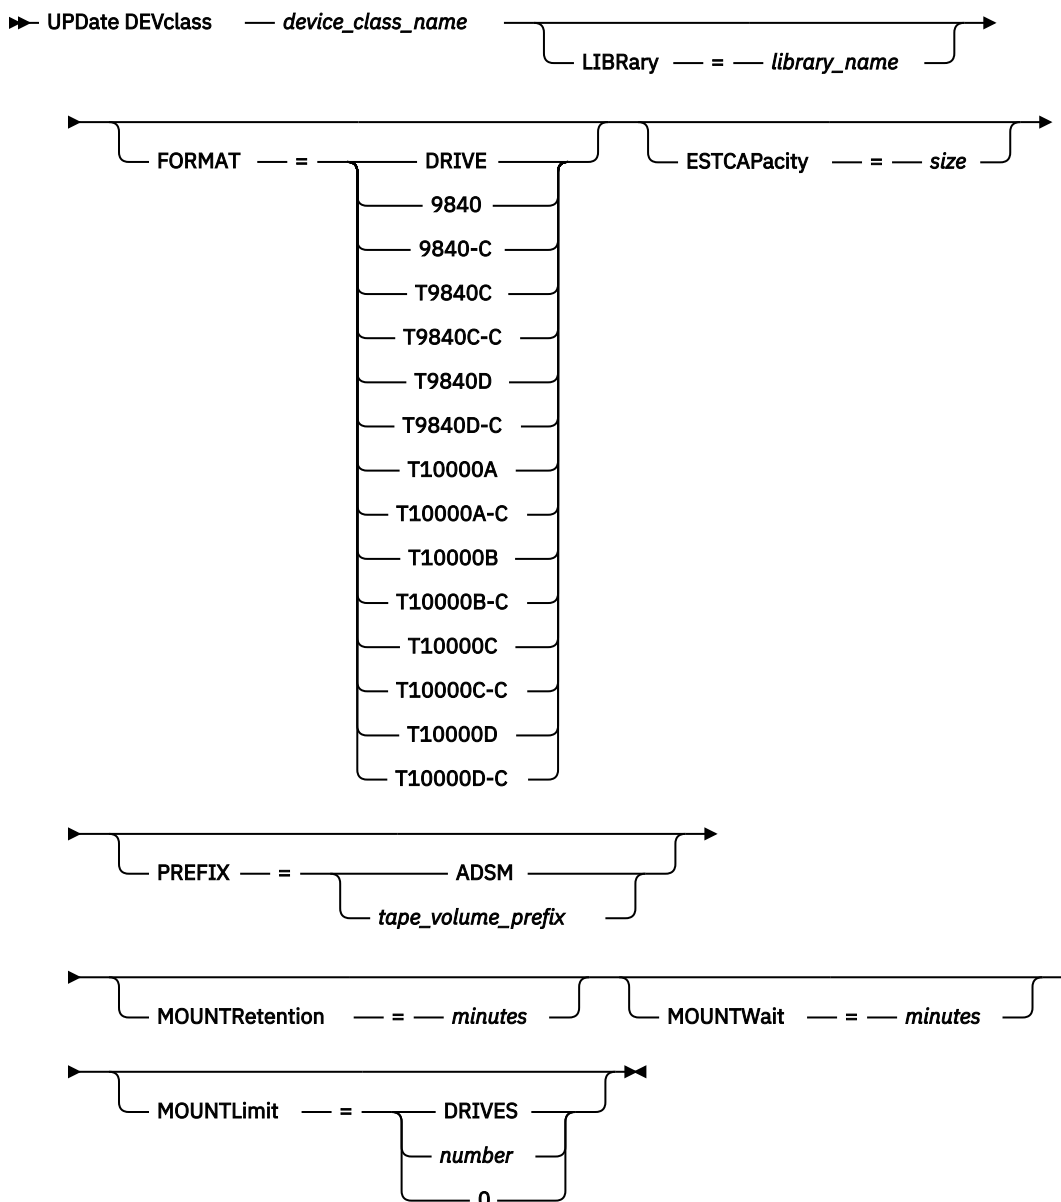 UPDate DEVclass device_class_name
LIBRary = library_name
FORMAT = DRIVE
ESTCAPacity = size
9840
9840-C
T9840C
T9840C-C
T9840D
T9840D-C
T10000A
T10000A-C
T10000B
T10000B-C
T10000C
T10000C-C
T10000D
T10000D-C
PREFIX = ADSM
tape_volume_prefix
MOUNTRetention = minutes
MOUNTWait = minutes
MOUNTLimit = DRIVES
number
0